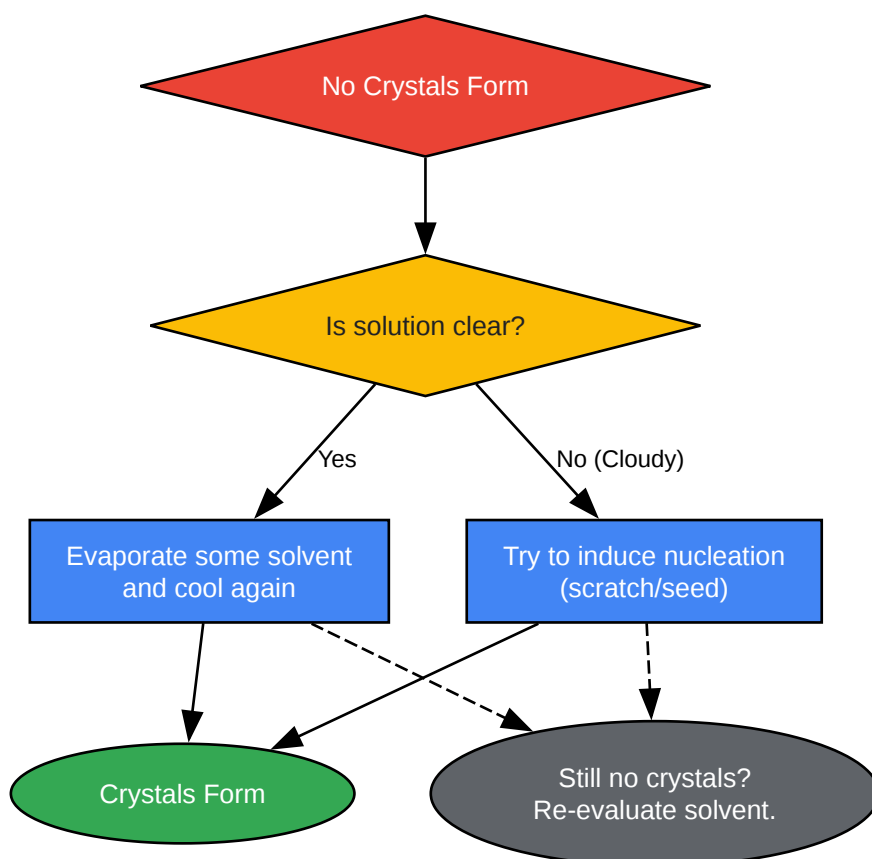 No Crystals Form
Is solution clear?
Yes
No (Cloudy)
Evaporate some solvent
and cool again
Try to induce nucleation
(scratch/seed)
Crystals Form
Still no crystals?
Re-evaluate solvent.